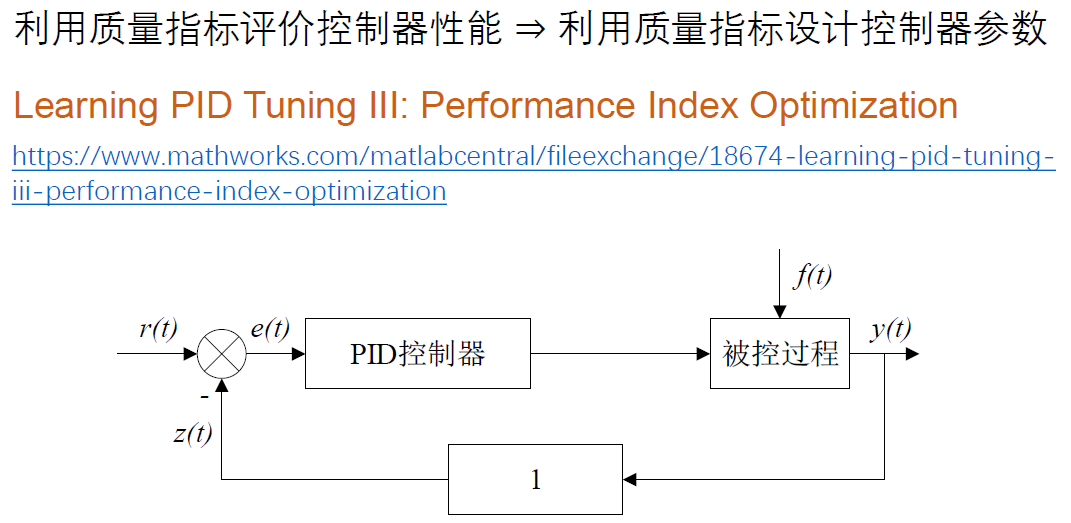 利用质量指标评价控制器性能 ⇒ 利用质量指标设计控制器参数
Learning PID Tuning III: Performance Index Optimization
https://www.mathworks.com/matlabcentral/fileexchange/18674-learning-pid-tuning-
iii-performance-index-optimization
f(t)
r(t)
e(t)
y(t)
PID控制器
被控过程
-
z(t)
1